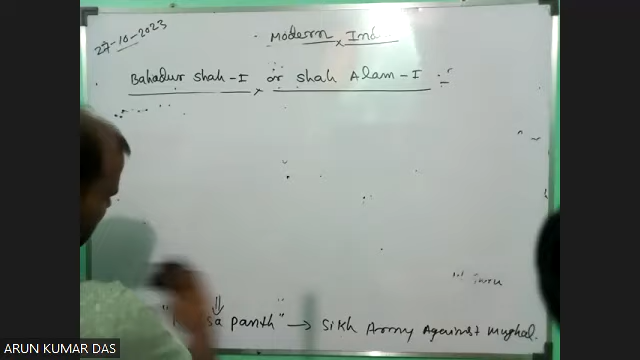 27-10-2023
Modern Ind
Bahadur Shah-I or Shah Alam-I :-
Guru
sa panth" → Sikh Army Against Mughal.
ARUN KUMAR DAS